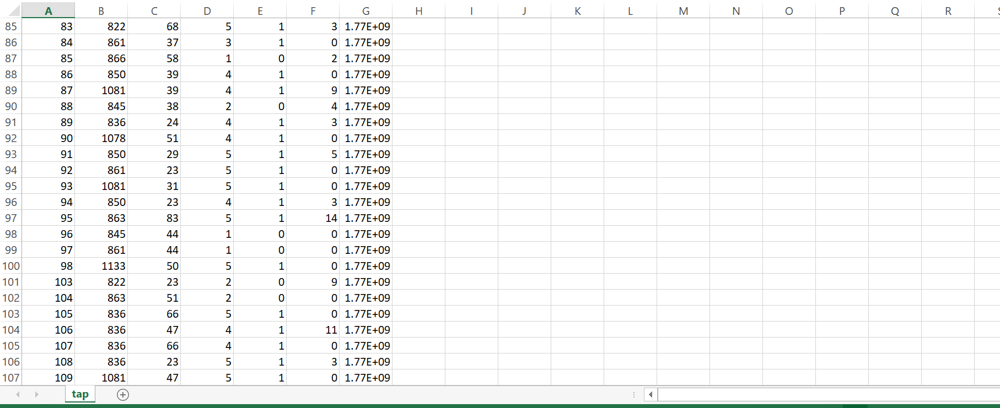 A B C D E F G H I J K L M N O P Q R
85 83 822 68 5 1 3 1.77E+09
86 84 861 37 3 1 0 1.77E+09
87 85 866 58 1 0 2 1.77E+09
88 86 850 39 4 1 0 1.77E+09
89 87 1081 39 4 1 9 1.77E+09
90 88 845 38 2 0 4 1.77E+09
91 89 836 24 4 1 3 1.77E+09
92 90 1078 51 4 1 0 1.77E+09
93 91 850 29 5 1 5 1.77E+09
94 92 861 23 5 1 0 1.77E+09
95 93 1081 31 5 1 0 1.77E+09
96 94 850 23 4 1 3 1.77E+09
97 95 863 83 5 1 14 1.77E+09
98 96 845 44 1 0 0 1.77E+09
99 97 861 44 1 0 0 1.77E+09
100 98 1133 50 5 1 0 1.77E+09
101 103 822 23 2 0 9 1.77E+09
102 104 863 51 2 0 0 1.77E+09
103 105 836 66 5 1 0 1.77E+09
104 106 836 47 4 1 11 1.77E+09
105 107 836 66 4 1 0 1.77E+09
106 108 836 23 5 1 3 1.77E+09
107 109 1081 47 5 1 0 1.77E+09
tap